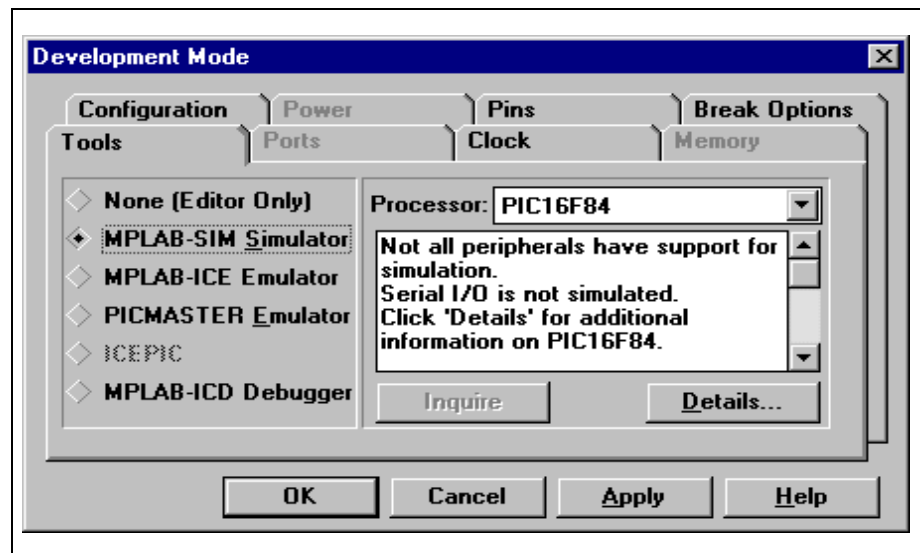 Development Mode
Configuration Power Pins Break Options
Tools Ports Clock Memory
None (Editor Only)
MPLAB-SIM Simulator
MPLAB-ICE Emulator
PICMASTER Emulator
ICEPIC
MPLAB-ICD Debugger
Processor: PIC16F84
Not all peripherals have support for
simulation.
Serial I/O is not simulated.
Click 'Details' for additional
information on PIC16F84.
Inquire Details...
OK Cancel Apply Help